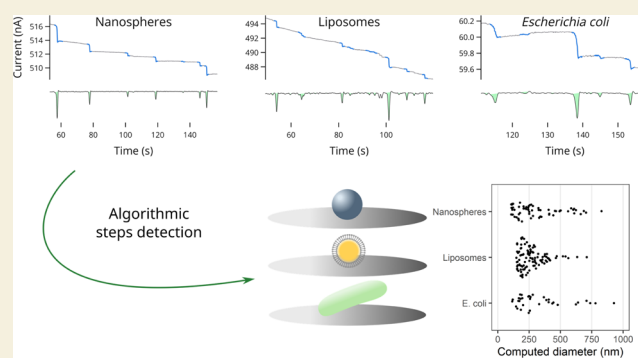 Nanospheres
Liposomes
Escherichia coli
Current (nA)
516
514
512
510
494
492
490
488
60.2
60.0
59.8
59.6
60 80 100 120 140
60 80 100
120 130 140 150
Time (s)
Time (s)
Time (s)
Algorithmic
steps detection
Nanospheres
Liposomes
E. coli
0 250 500 750 1000
Computed diameter (nm)